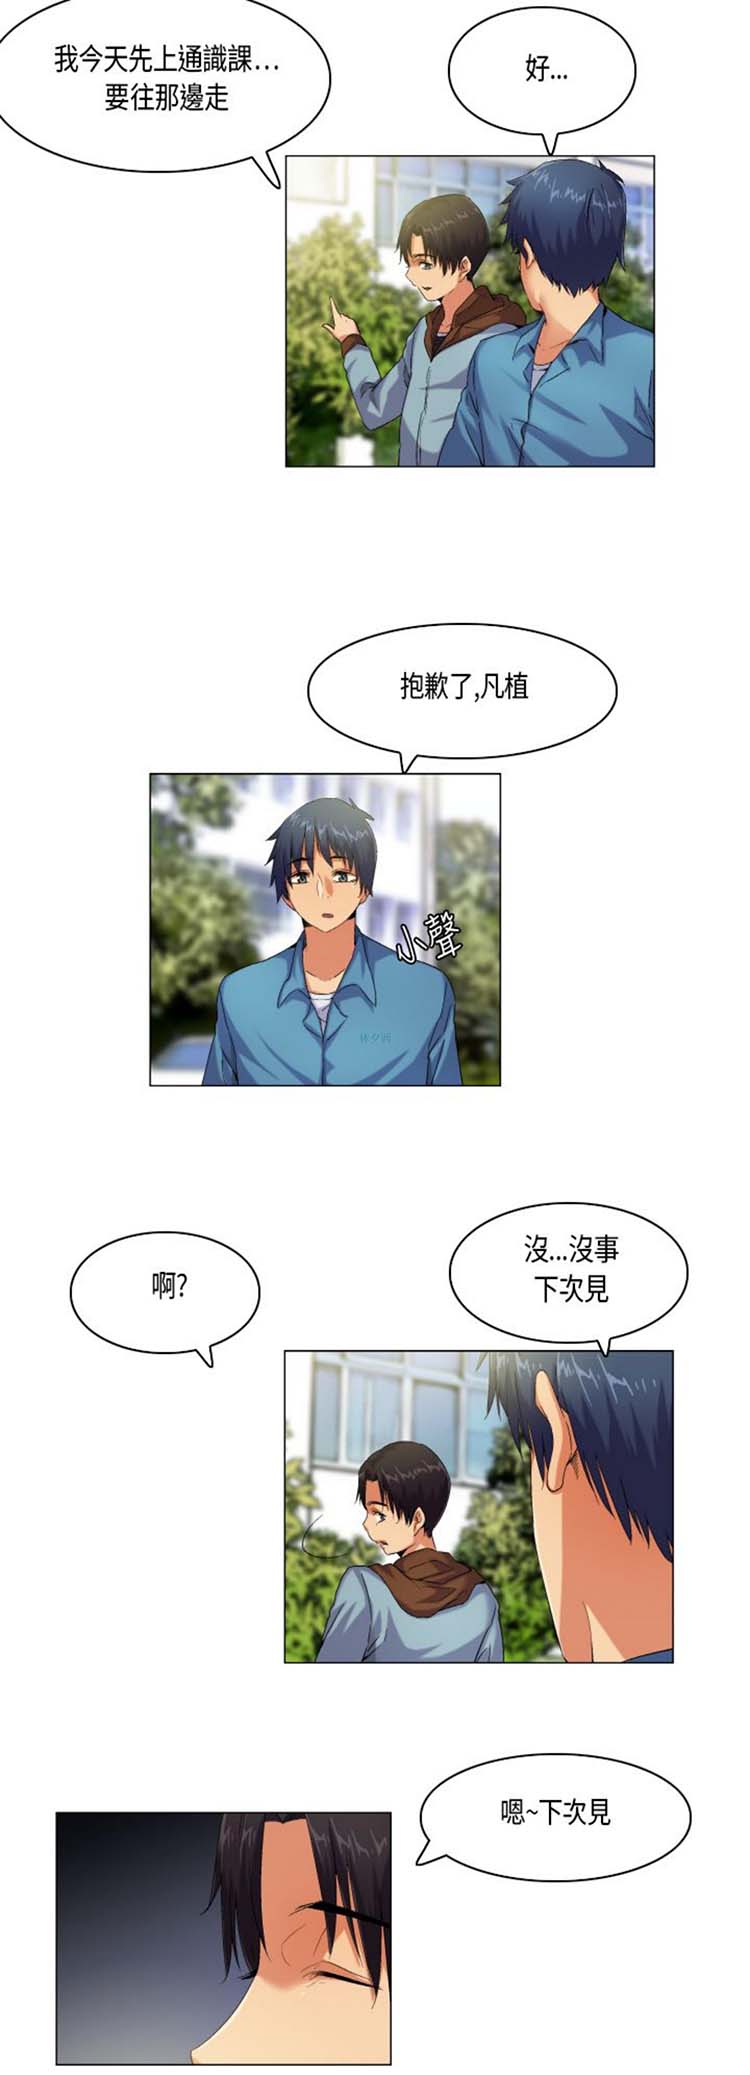 我今天先上通識課...
要往那邊走
好...
抱歉了,凡植
小聲
啊?
沒...沒事
下次見
嗯~下次見